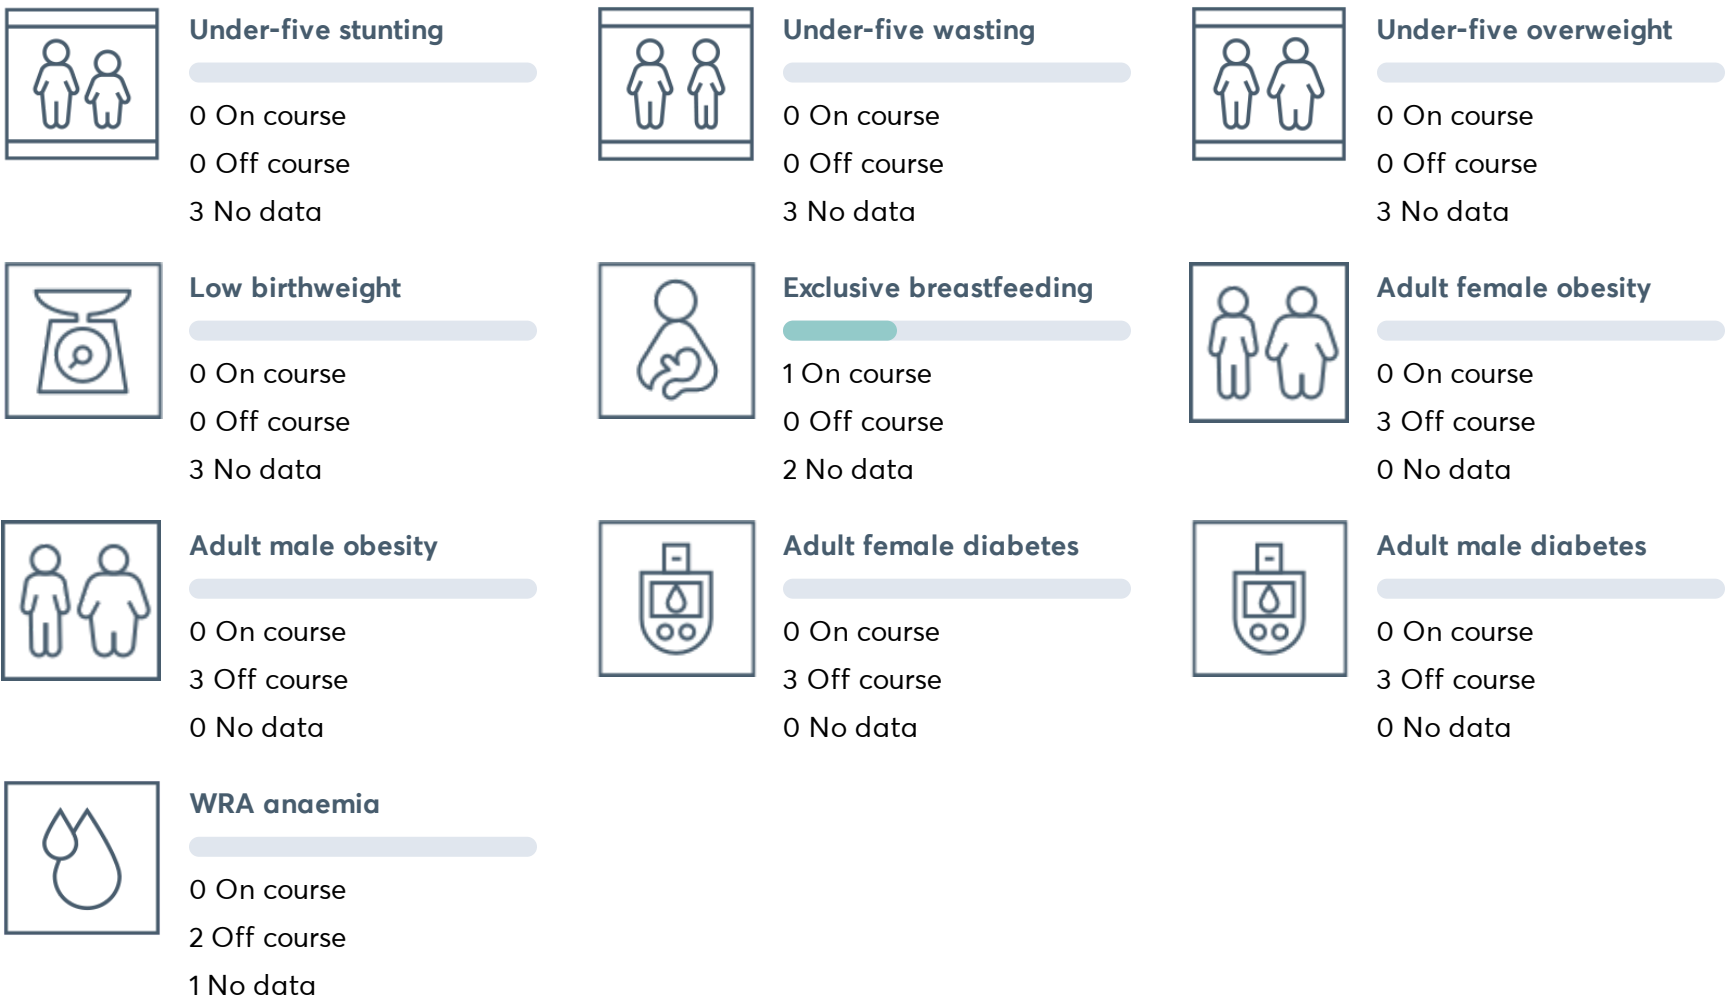 Under-five stunting
0 On course
0 Off course
3 No data
Under-five wasting
0 On course
0 Off course
3 No data
Under-five overweight
0 On course
0 Off course
3 No data
Low birthweight
0 On course
0 Off course
3 No data
Exclusive breastfeeding
1 On course
0 Off course
2 No data
Adult female obesity
0 On course
3 Off course
0 No data
Adult male obesity
0 On course
3 Off course
0 No data
Adult female diabetes
0 On course
3 Off course
0 No data
Adult male diabetes
0 On course
3 Off course
0 No data
WRA anaemia
0 On course
2 Off course
1 No data